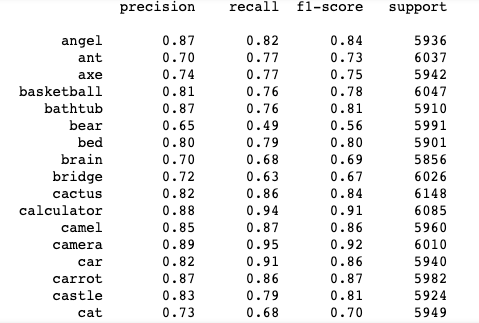 precision recall f1-score support
angel 0.87 0.82 0.84 5936
ant 0.70 0.77 0.73 6037
axe 0.74 0.77 0.75 5942
basketball 0.81 0.76 0.78 6047
bathtub 0.87 0.76 0.81 5910
bear 0.65 0.49 0.56 5991
bed 0.80 0.79 0.80 5901
brain 0.70 0.68 0.69 5856
bridge 0.72 0.63 0.67 6026
cactus 0.82 0.86 0.84 6148
calculator 0.88 0.94 0.91 6085
camel 0.85 0.87 0.86 5960
camera 0.89 0.95 0.92 6010
car 0.82 0.91 0.86 5940
carrot 0.87 0.86 0.87 5982
castle 0.83 0.79 0.81 5924
cat 0.73 0.68 0.70 5949